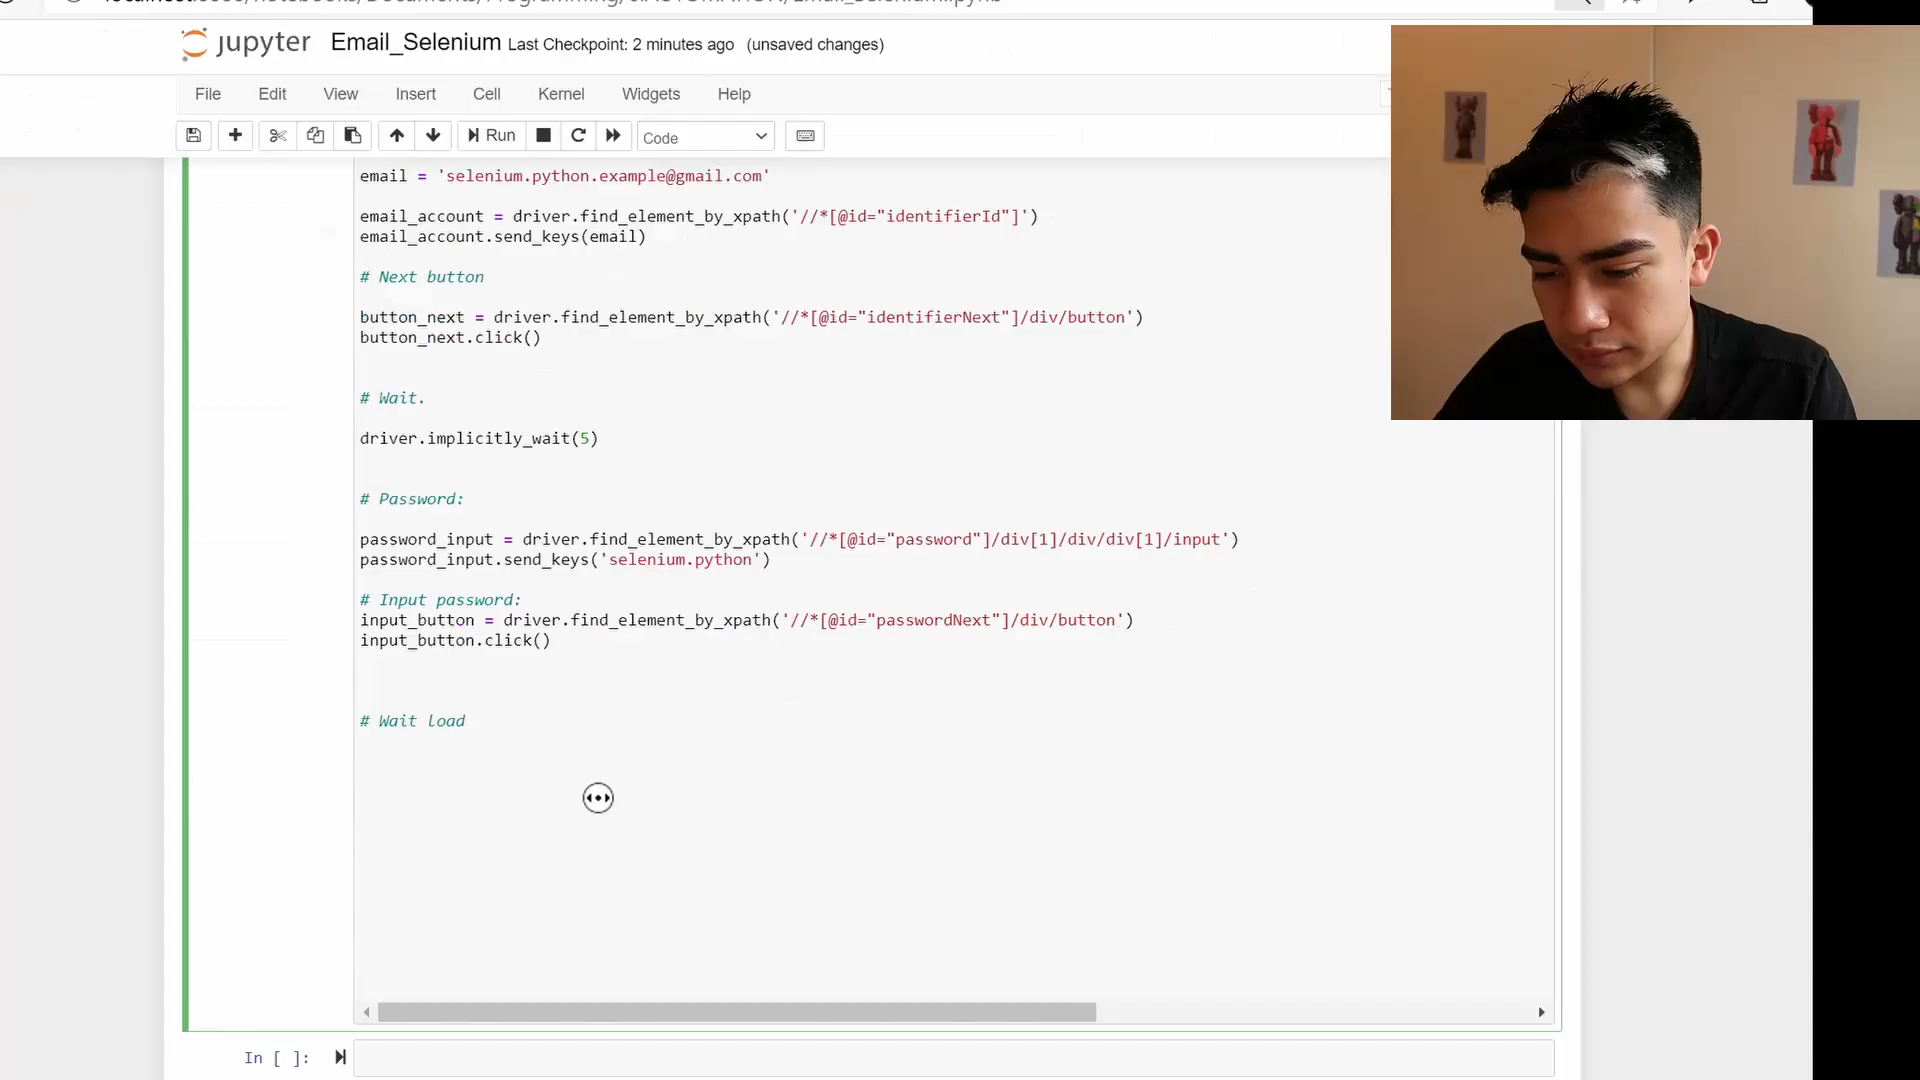 jupyter Email_Selenium Last Checkpoint: 2 minutes ago (unsaved changes)
File Edit View Insert Cell Kernel Widgets Help
Run Code
email = 'selenium.python.example@gmail.com'
email_account = driver.find_element_by_xpath('//*[@id="identifierId"]')
email_account.send_keys(email)
# Next button
button_next = driver.find_element_by_xpath('//*[@id="identifierNext"]/div/button')
button_next.click()
# Wait.
driver.implicitly_wait(5)
# Password:
password_input = driver.find_element_by_xpath('//*[@id="password"]/div[1]/div/div[1]/input')
password_input.send_keys('selenium.python')
# Input password:
input_button = driver.find_element_by_xpath('//*[@id="passwordNext"]/div/button')
input_button.click()
# Wait load
In [ ]: